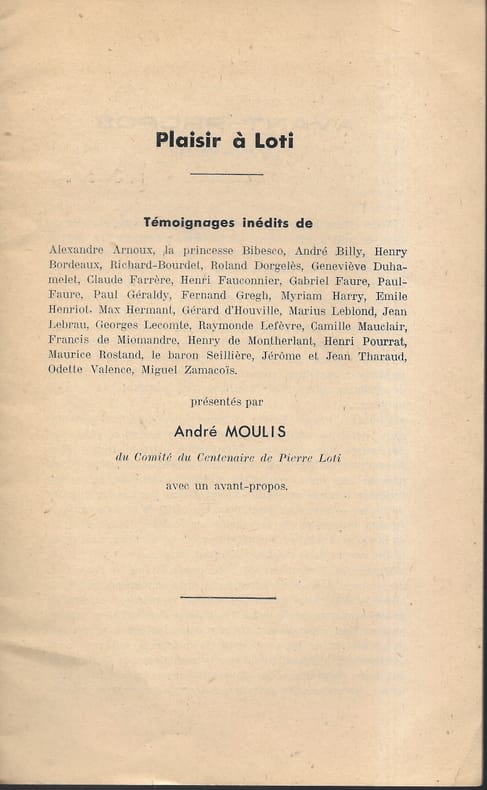 Plaisir à Loti
Témoignages inédits de
Alexandre Arnoux, la princesse Bibesco, André Billy, Henry
Bordeaux, Richard-Bourdet, Roland Dorgelès, Geneviève Duha-
melet, Claude Farrère, Henri Fauconnier, Gabriel Faure, Paul-
Faure, Paul Géraldy, Fernand Gregh, Myriam Harry, Emile
Henriot, Max Hermant, Gérard d'Houville, Marius Leblond, Jean
Lebrau, Georges Lecomte, Raymonde Lefèvre, Camille Mauclair,
Francis de Miomandre, Henry de Montherlant, Henri Pourrat,
Maurice Rostand, le baron Seillière, Jérôme et Jean Tharaud,
Odette Valence, Miguel Zamacoïs.
présentés par
André MOULIS
du Comité du Centenaire de Pierre Loti
avec un avant-propos.